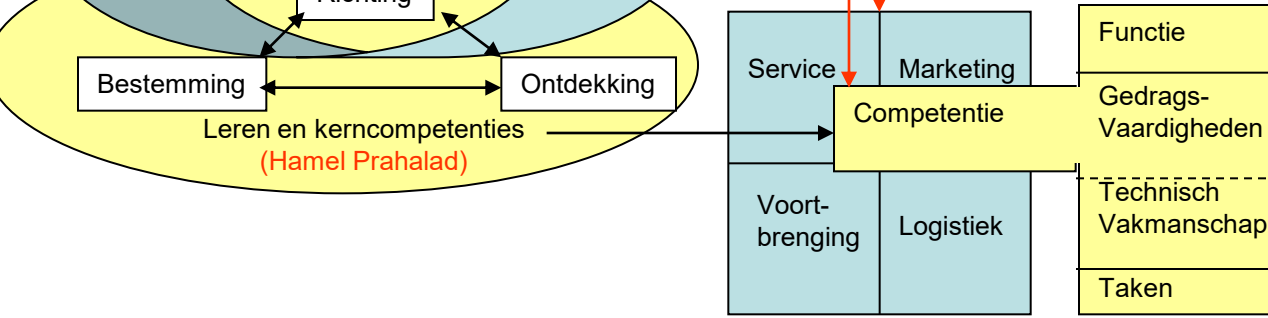 Richting
Bestemming
Ontdekking
Leren en kerncompetenties
(Hamel Prahalad)
Service
Marketing
Competentie
Voort-
brenging
Logistiek
Functie
Gedrags-
Vaardigheden
Technisch
Vakmanschap
Taken